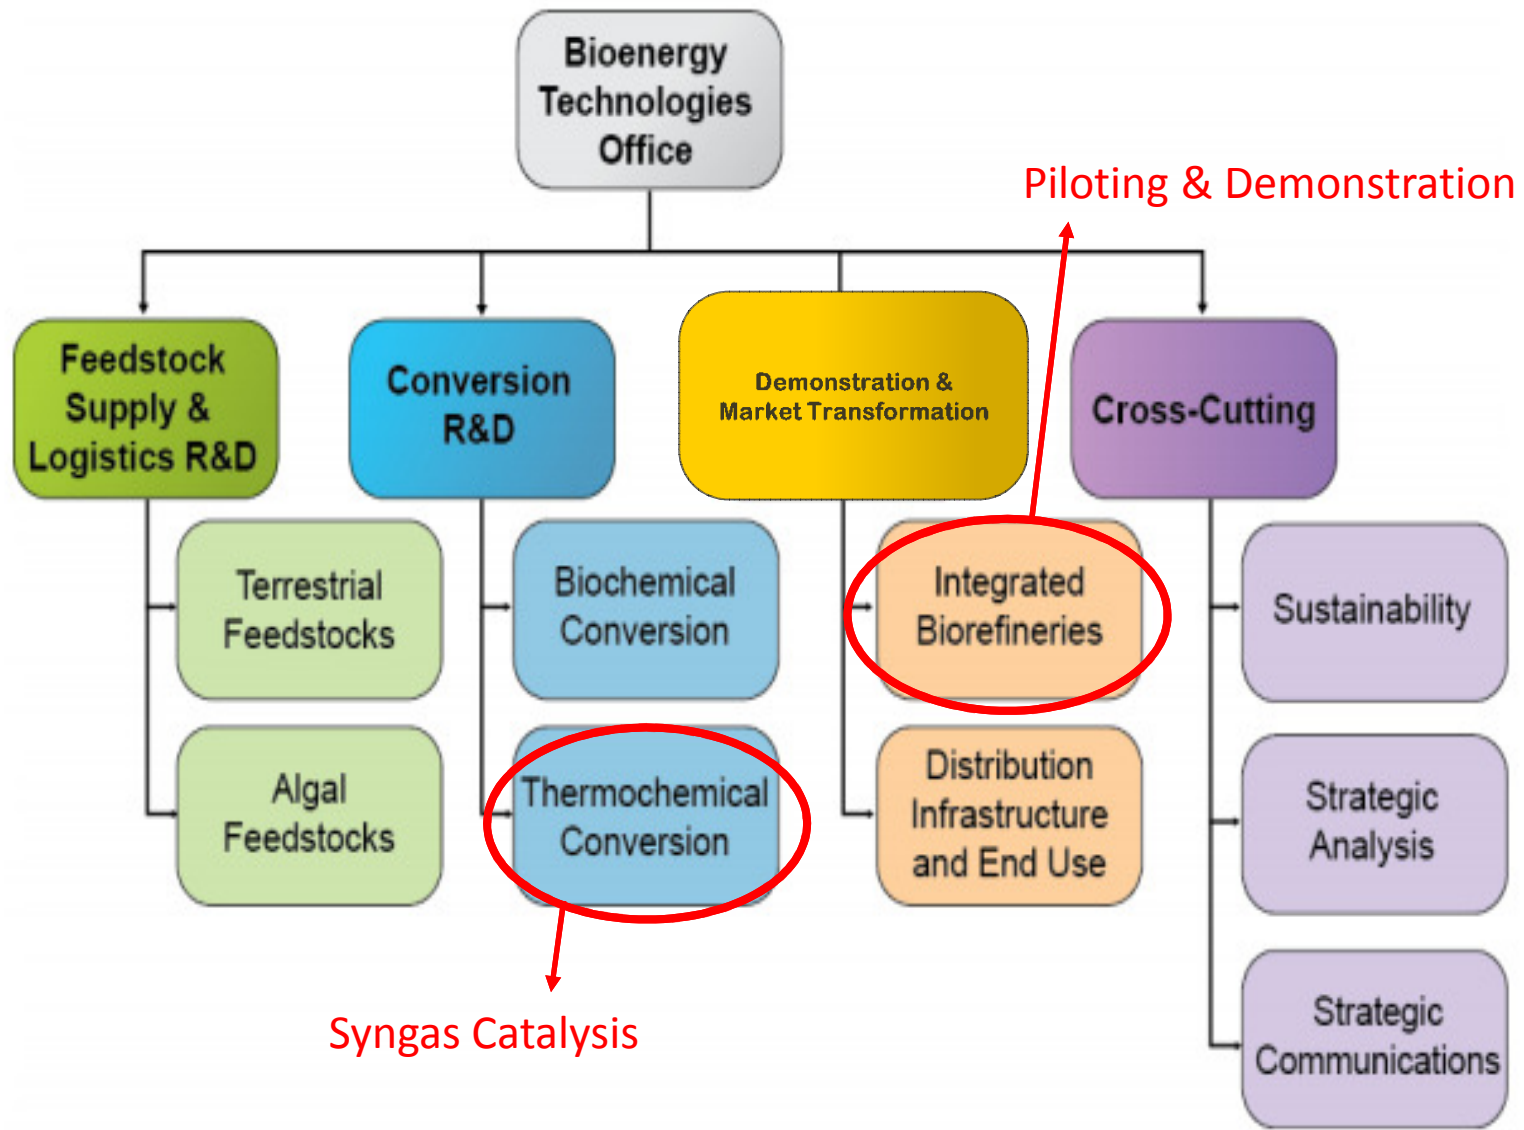 Bioenergy
Technologies
Office
Piloting & Demonstration
Feedstock
Supply &
Logistics R&D
Conversion
R&D
Demonstration &
Market Transformation
Cross-Cutting
Terrestrial
Feedstocks
Biochemical
Conversion
Integrated
Biorefineries
Sustainability
Algal
Feedstocks
Thermochemical
Conversion
Distribution
Infrastructure
and End Use
Strategic
Analysis
Syngas Catalysis
Strategic
Communications